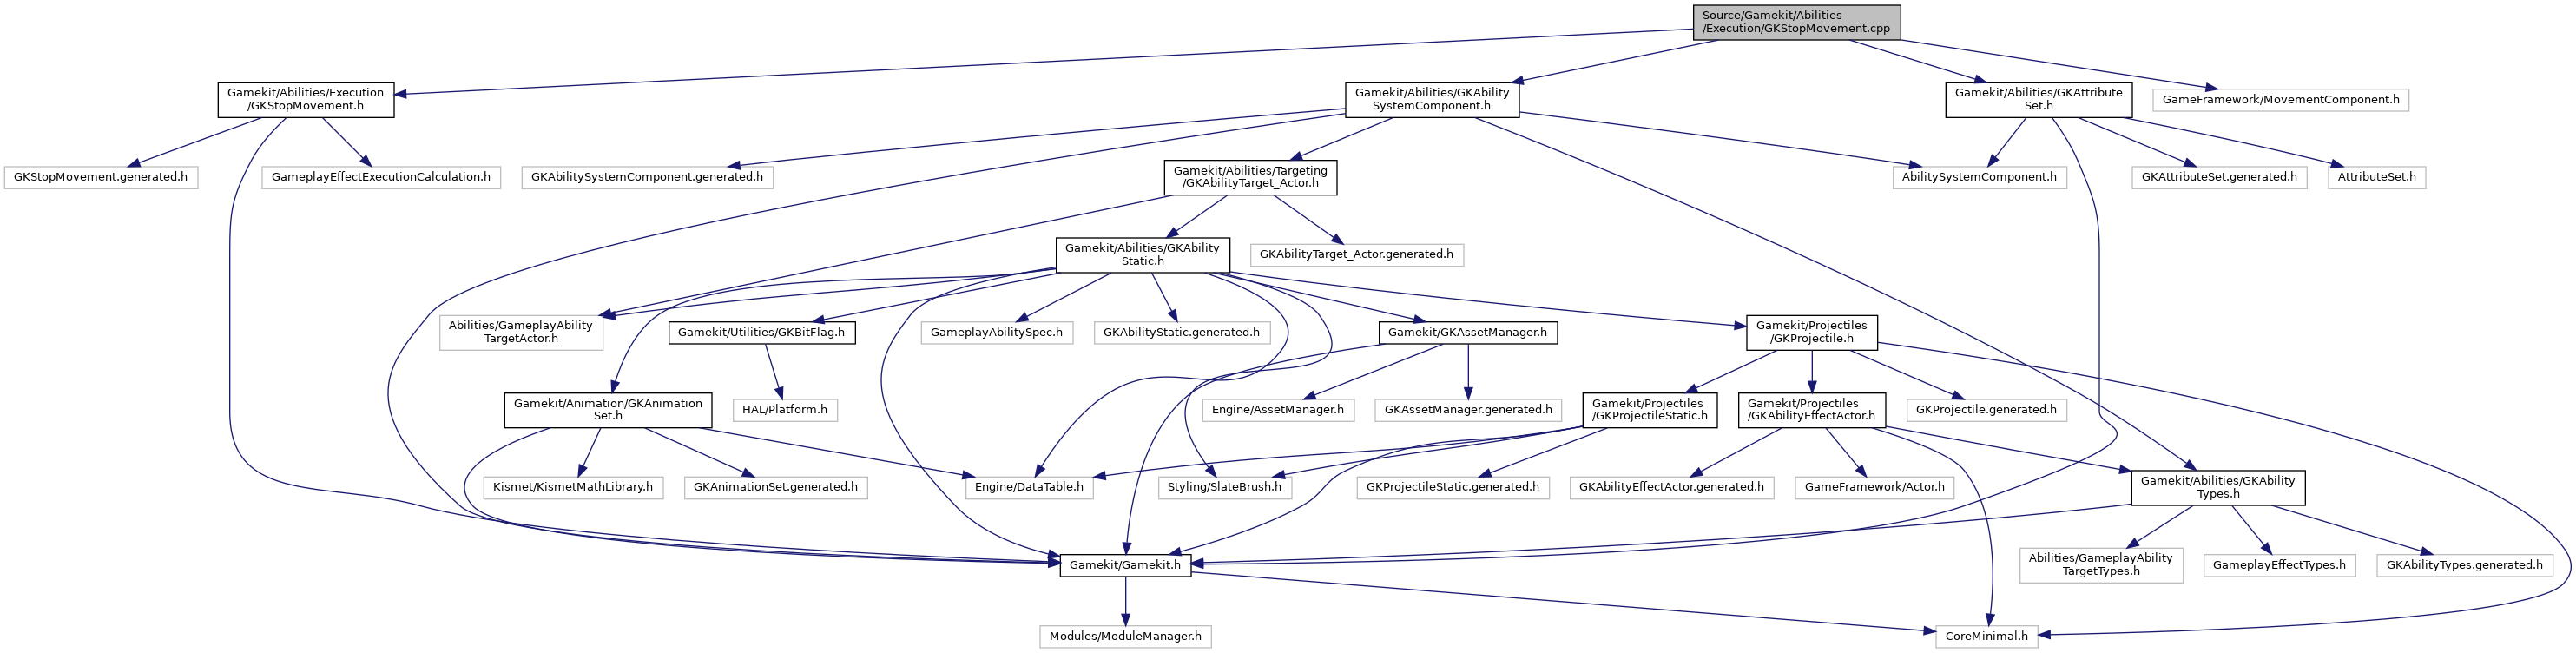 Source/Gamekit/Abilities
/Execution/GKStopMovement.cpp
Gamekit/Abilities/Execution
/GKStopMovement.h
Gamekit/Abilities/GKAbility
SystemComponent.h
Gamekit/Abilities/GKAttribute
Set.h
GameFramework/MovementComponent.h
GKStopMovement.generated.h
GameplayEffectExecutionCalculation.h
GKAbilitySystemComponent.generated.h
Gamekit/Abilities/Targeting
/GKAbilityTarget_Actor.h
AbilitySystemComponent.h
GKAttributeSet.generated.h
AttributeSet.h
Gamekit/Abilities/GKAbility
Static.h
GKAbilityTarget_Actor.generated.h
Abilities/GameplayAbility
TargetActor.h
Gamekit/Utilities/GKBitFlag.h
GameplayAbilitySpec.h
GKAbilityStatic.generated.h
Gamekit/GKAssetManager.h
Gamekit/Projectiles
/GKProjectile.h
Gamekit/Animation/GKAnimation
Set.h
HAL/Platform.h
Engine/AssetManager.h
GKAssetManager.generated.h
Gamekit/Projectiles
/GKProjectileStatic.h
Gamekit/Projectiles
/GKAbilityEffectActor.h
GKProjectile.generated.h
Kismet/KismetMathLibrary.h
GKAnimationSet.generated.h
Engine/DataTable.h
Styling/SlateBrush.h
GKProjectileStatic.generated.h
GKAbilityEffectActor.generated.h
GameFramework/Actor.h
Gamekit/Abilities/GKAbility
Types.h
Gamekit/Gamekit.h
Abilities/GameplayAbility
TargetTypes.h
GameplayEffectTypes.h
GKAbilityTypes.generated.h
Modules/ModuleManager.h
CoreMinimal.h